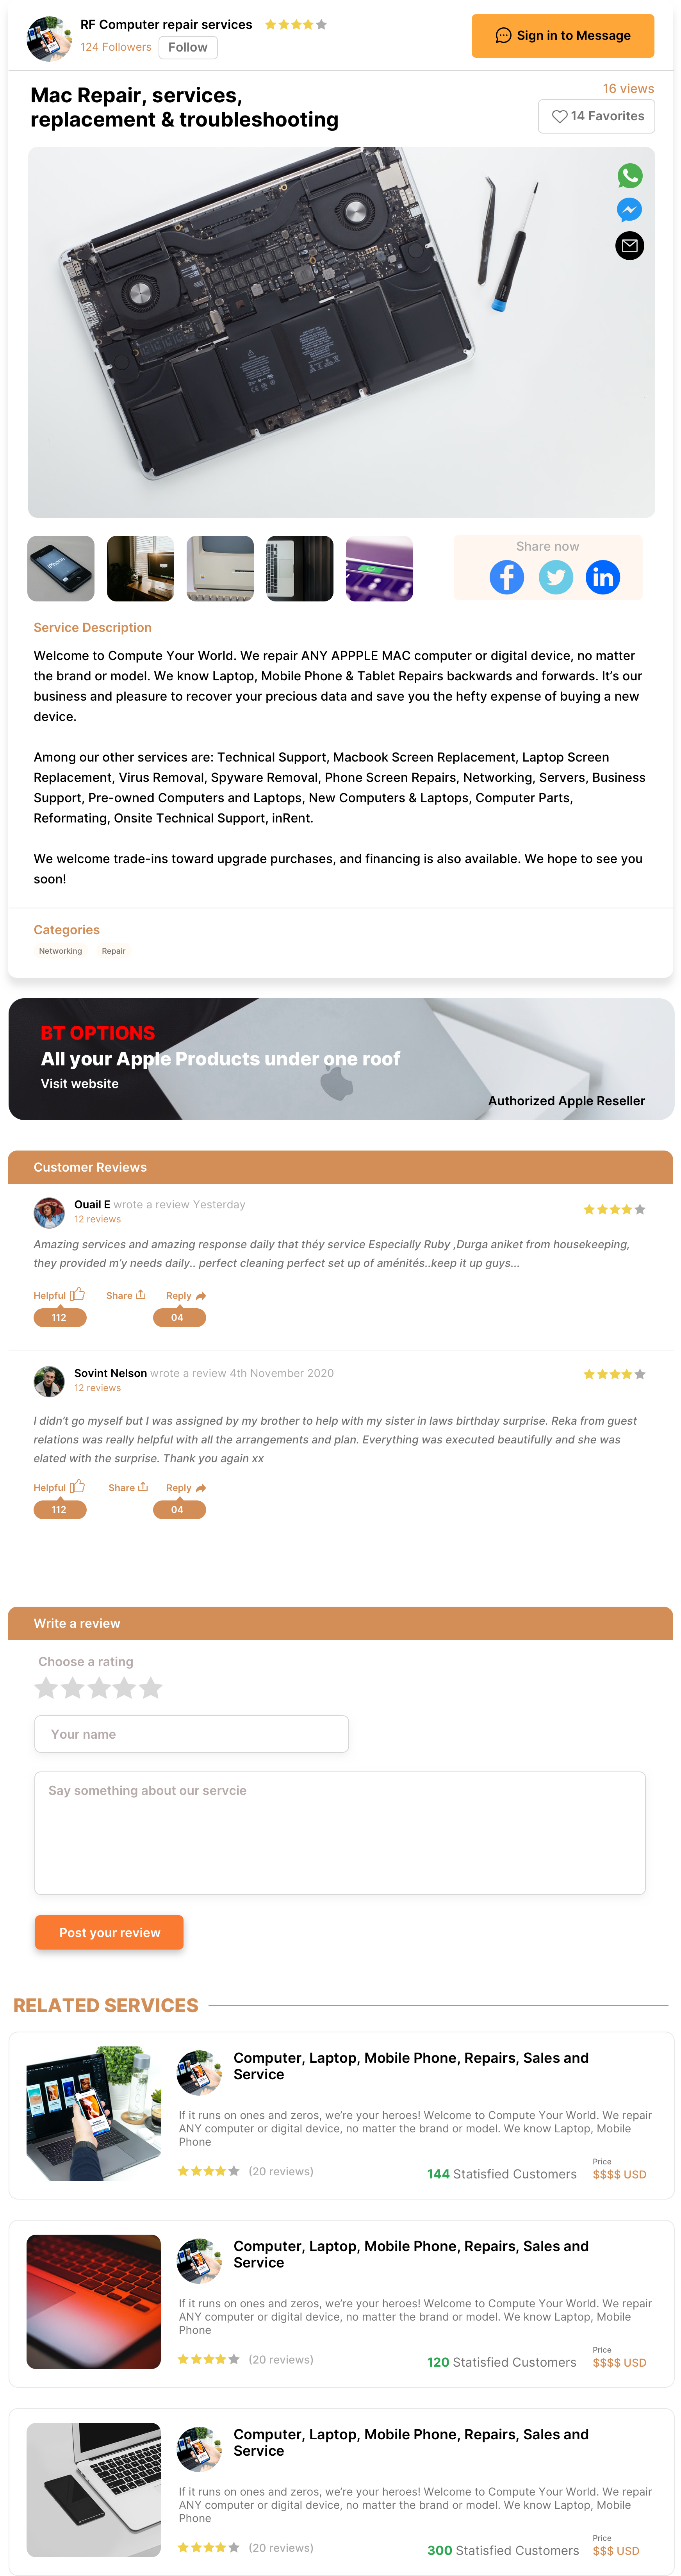 RF Computer repair services
124 Followers
Follow
Sign in to Message
Mac Repair, services,
replacement & troubleshooting
16 views
14 Favorites
iPhone
Share now
Service Description
Welcome to Compute Your World. We repair ANY APPPLE MAC computer or digital device, no matter
the brand or model. We know Laptop, Mobile Phone & Tablet Repairs backwards and forwards. It’s our
business and pleasure to recover your precious data and save you the hefty expense of buying a new
device.
Among our other services are: Technical Support, Macbook Screen Replacement, Laptop Screen
Replacement, Virus Removal, Spyware Removal, Phone Screen Repairs, Networking, Servers, Business
Support, Pre-owned Computers and Laptops, New Computers & Laptops, Computer Parts,
Reformating, Onsite Technical Support, inRent.
We welcome trade-ins toward upgrade purchases, and financing is also available. We hope to see you
soon!
Categories
Networking Repair
BT OPTIONS
All your Apple Products under one roof
Visit website
Authorized Apple Reseller
Customer Reviews
Ouail E wrote a review Yesterday
12 reviews
Amazing services and amazing response daily that théy service Especially Ruby ,Durga aniket from housekeeping,
they provided m’y needs daily.. perfect cleaning perfect set up of aménités..keep it up guys...
Helpful Share Reply
112 04
Sovint Nelson wrote a review 4th November 2020
12 reviews
I didn’t go myself but I was assigned by my brother to help with my sister in laws birthday surprise. Reka from guest
relations was really helpful with all the arrangements and plan. Everything was executed beautifully and she was
elated with the surprise. Thank you again xx
Helpful Share Reply
112 04
Write a review
Choose a rating
Your name
Say something about our servcie
Post your review
RELATED SERVICES
Computer, Laptop, Mobile Phone, Repairs, Sales and
Service
If it runs on ones and zeros, we’re your heroes! Welcome to Compute Your World. We repair
ANY computer or digital device, no matter the brand or model. We know Laptop, Mobile
Phone
(20 reviews)
144 Statisfied Customers
Price
$$$$ USD
Computer, Laptop, Mobile Phone, Repairs, Sales and
Service
If it runs on ones and zeros, we’re your heroes! Welcome to Compute Your World. We repair
ANY computer or digital device, no matter the brand or model. We know Laptop, Mobile
Phone
(20 reviews)
120 Statisfied Customers
Price
$$$$ USD
Computer, Laptop, Mobile Phone, Repairs, Sales and
Service
If it runs on ones and zeros, we’re your heroes! Welcome to Compute Your World. We repair
ANY computer or digital device, no matter the brand or model. We know Laptop, Mobile
Phone
(20 reviews)
300 Statisfied Customers
Price
$$$ USD